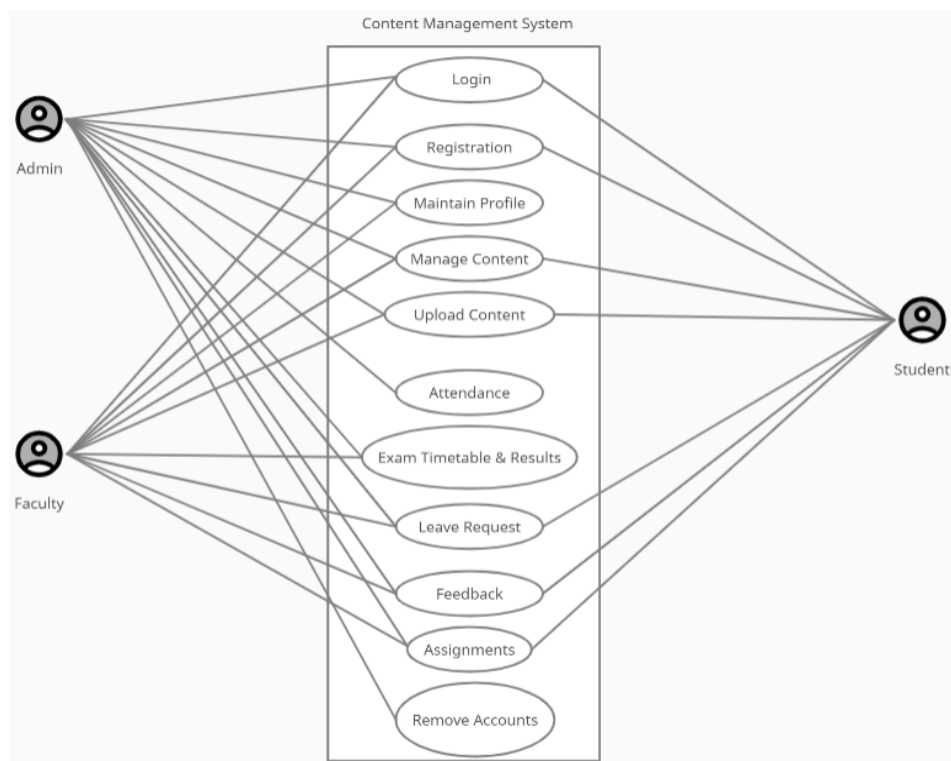 Content Management System
Login
Admin
Registration
Maintain Profile
Manage Content
Upload Content
Student
Attendance
Exam Timetable & Results
Faculty
Leave Request
Feedback
Assignments
Remove Accounts